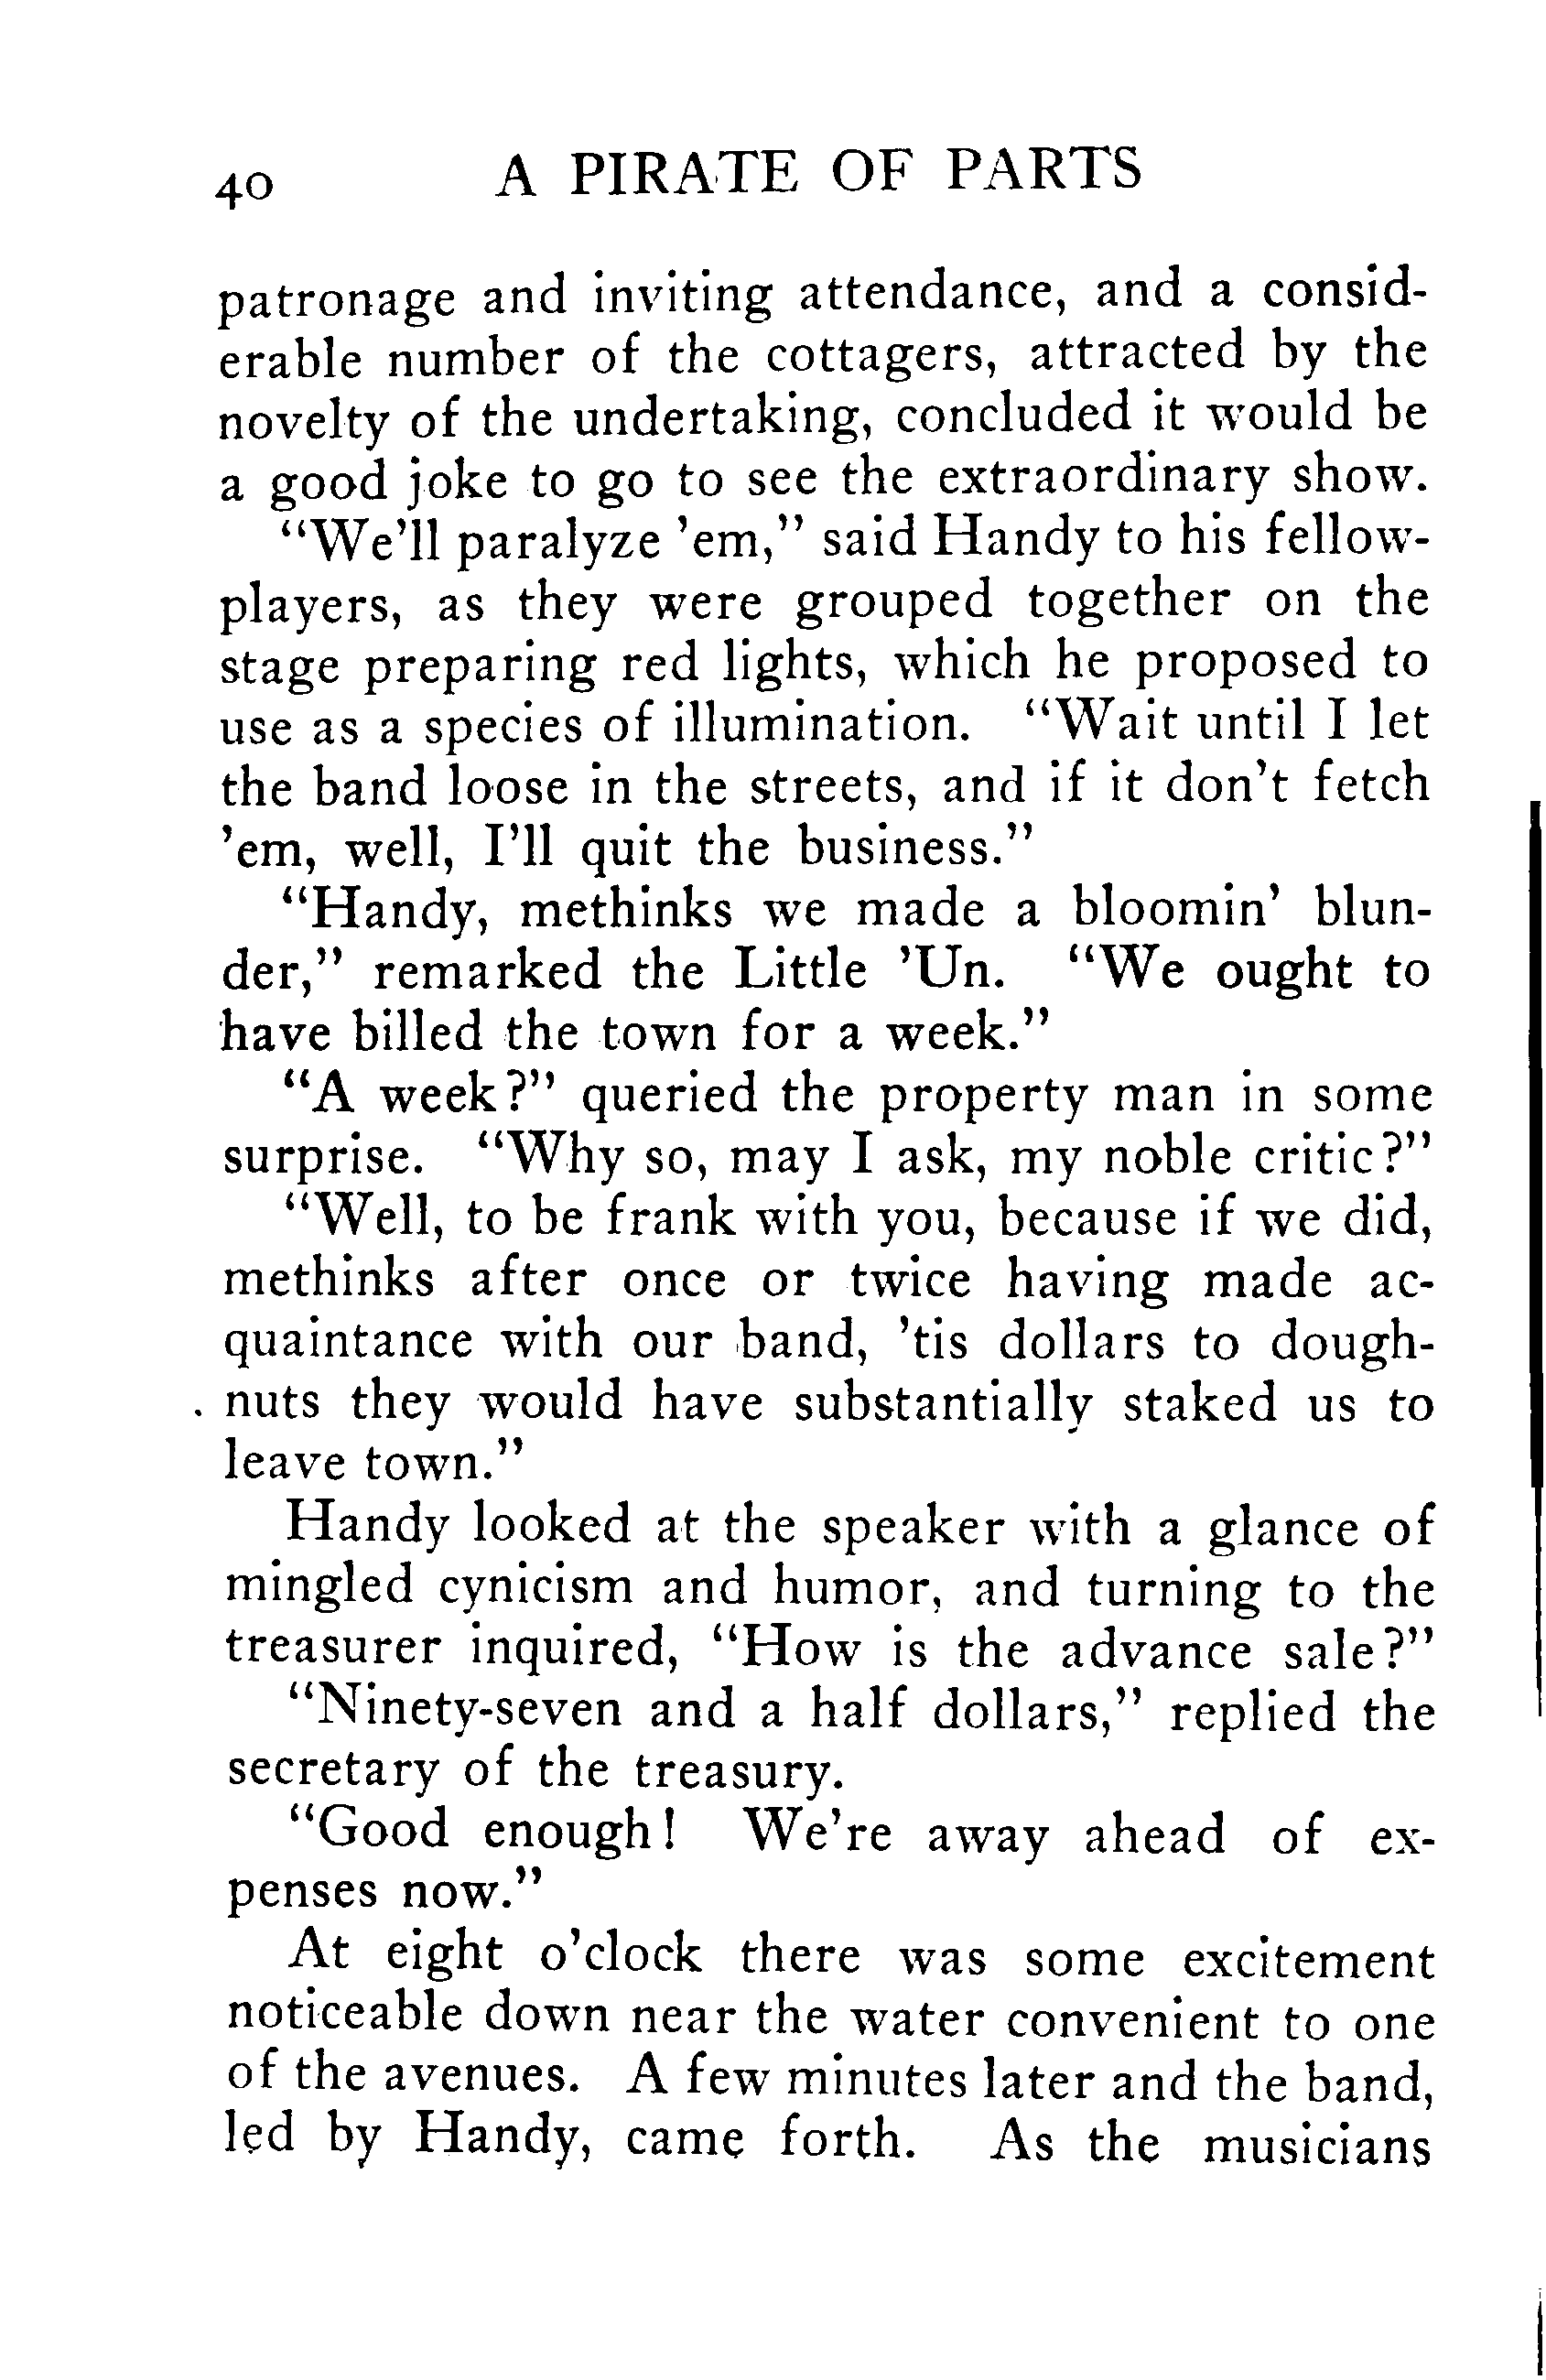 40 A PIRATE OF PARTS
patronage and inviting attendance, and a consid-
erable number of the cottagers, attracted by the
novelty of the undertaking, concluded it would be
a good joke to go to see the extraordinary show.
“We’ll paralyze ’em,” said Handy to his fellow-
players, as they were grouped together on the
stage preparing red lights, which he proposed to
use as a species of illumination. “Wait until I let
the band loose in the streets, and if it don’t fetch
’em, well, I’ll quit the business.”
“Handy, methinks we made a bloomin’ blun-
der,” remarked the Little ’Un. “We ought to
have billed the town for a week.”
“A week?” queried the property man in some
surprise. “Why so, may I ask, my noble critic?”
“Well, to be frank with you, because if we did,
methinks after once or twice having made ac-
quaintance with our band, ’tis dollars to dough-
nuts they would have substantially staked us to
leave town.”
Handy looked at the speaker with a glance of
mingled cynicism and humor, and turning to the
treasurer inquired, “How is the advance sale?”
“Ninety-seven and a half dollars,” replied the
secretary of the treasury.
“Good enough! We’re away ahead of ex-
penses now.”
At eight o’clock there was some excitement
noticeable down near the water convenient to one
of the avenues. A few minutes later and the band,
led by Handy, came forth. As the musicians